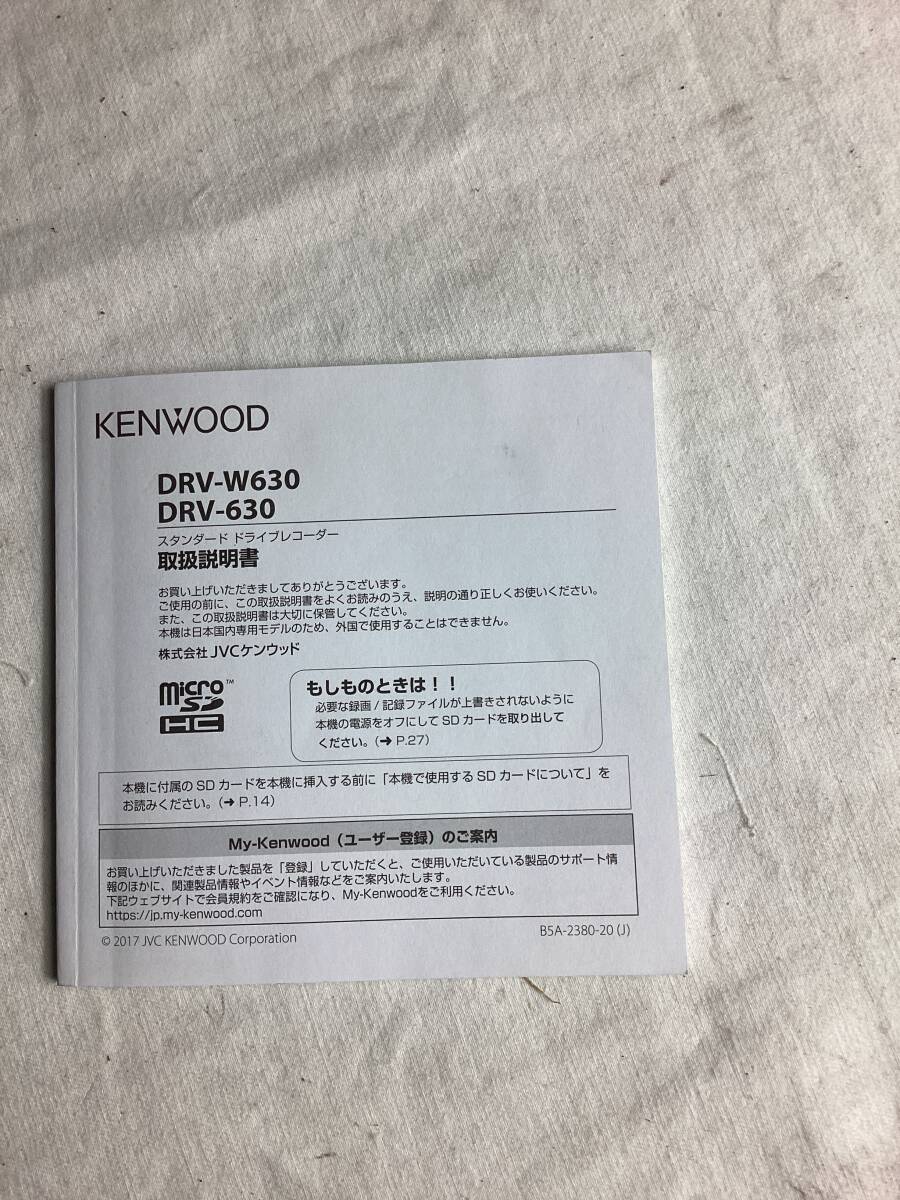 KENWOOD
DRV-W630
DRV-630
スタンダード ドライブレコーダー
取扱説明書
お買い上げいただきましてありがとうございます。
ご使用の前に、この取扱説明書をよくお読みのうえ、説明の通り正しくお使いください。
また、この取扱説明書は大切に保管してください。
本機は日本国内専用モデルのため、外国で使用することはできません。
株式会社 JVCケンウッド
micro SD HC ™
もしものときは！！
必要な録画 / 記録ファイルが上書きされないように
本機の電源をオフにして SD カードを取り出して
ください。(➜ P.27)
本機に付属の SD カードを本機に挿入する前に「本機で使用する SD カードについて」を
お読みください。(➜ P.14)
My-Kenwood（ユーザー登録）のご案内
お買い上げいただきました製品を「登録」していただくと、ご使用いただいている製品のサポート情
報のほかに、関連製品情報やイベント情報などをご案内いたします。
下記ウェブサイトで会員規約をご確認になり、My-Kenwoodをご利用ください。
https://jp.my-kenwood.com
© 2017 JVC KENWOOD Corporation
B5A-2380-20 (J)